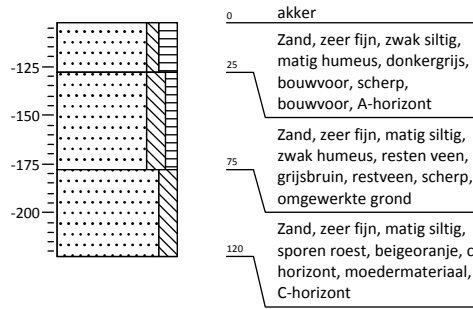 0 akker
Zand, zeer fijn, zwak siltig,
matig humeus, donkergrijs,
bouwvoor, scherp,
bouwvoor, A-horizont
25
Zand, zeer fijn, matig siltig,
zwak humeus, resten veen,
grijsbruin, restveen, scherp,
omgewerkte grond
75
Zand, zeer fijn, matig siltig,
sporen roest, beigeoranje,
horizont, moedermateriaal,
C-horizont
120
-125
-150
-175
-200